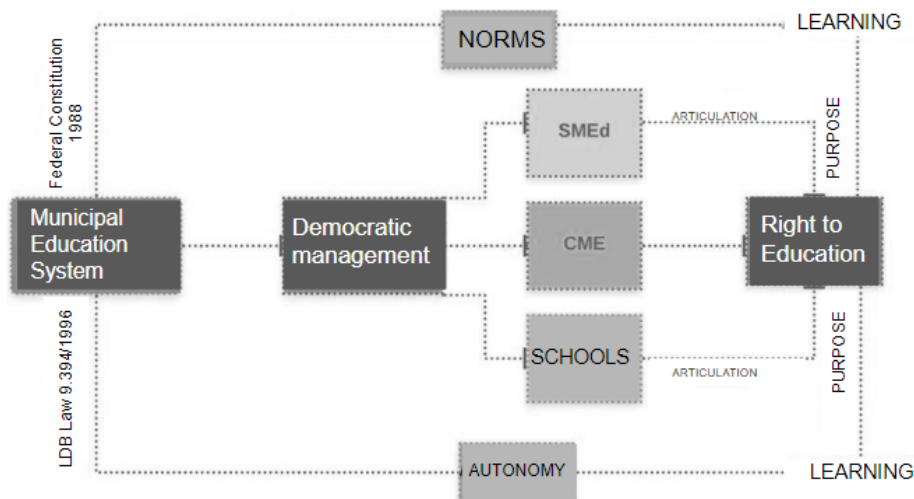 NORMS
LEARNING
Federal Constitution
1988
SMEd
ARTICULATION
PURPOSE
Municipal
Education
System
Democratic
management
CME
Right to
Education
LDB Law 9.394/1996
SCHOOLS
ARTICULATION
PURPOSE
AUTONOMY
LEARNING